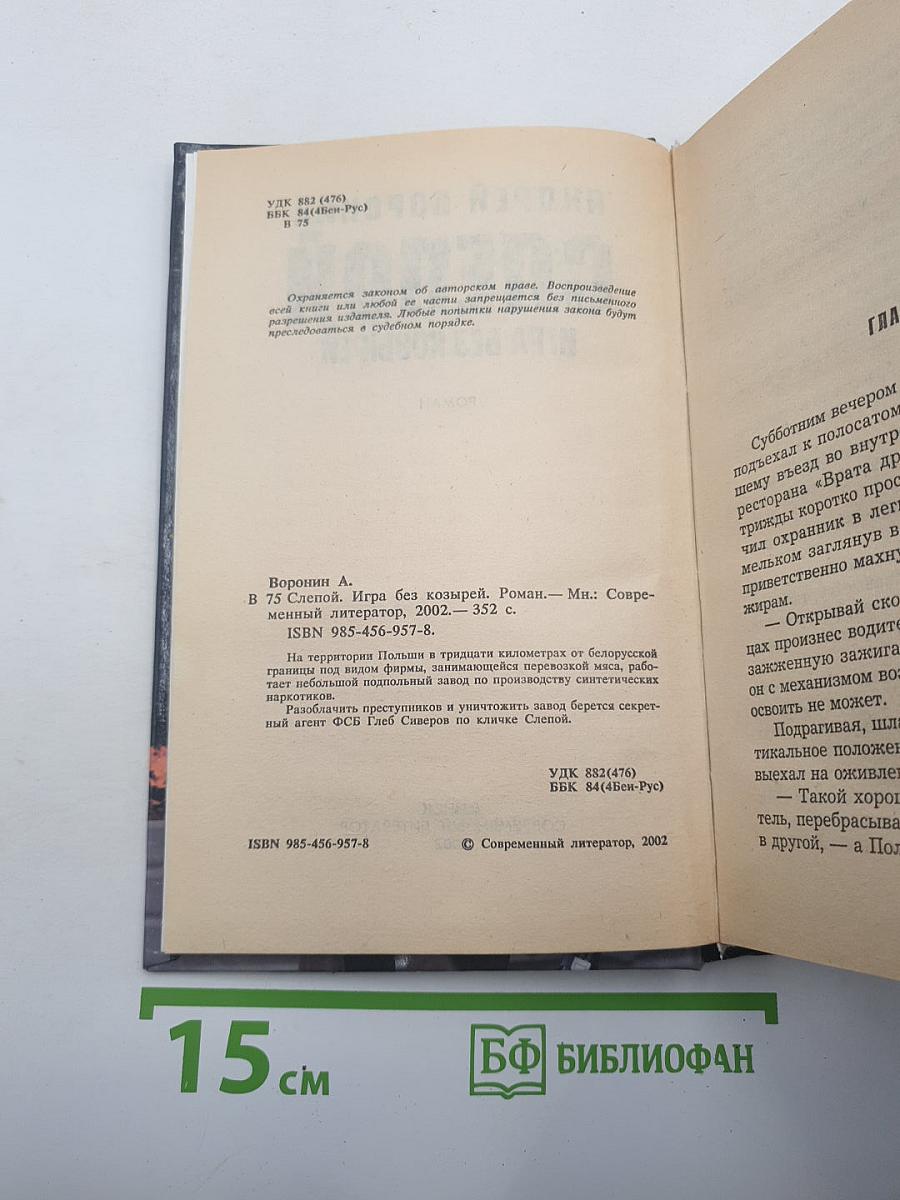 УДК 882 (476)
ББК 84(4Беи-Рус)
В 75
Охраняется законом об авторском праве. Воспроизведение
всей книги или любой ее части запрещается без письменного
разрешения издателя. Любые попытки нарушения закона будут
преследоваться в судебном порядке.
Воронин А.
В 75 Слепой. Игра без козырей. Роман.— Мн.: Совре-
менный литератор, 2002.— 352 с.
ISBN 985-456-957-8.
На территории Польши в тридцати километрах от белорусской
границы под видом фирмы, занимающейся перевозкой мяса, рабо-
тает небольшой подпольный завод по производству синтетических
наркотиков.
Разоблачить преступников и уничтожить завод берется секрет-
ный агент ФСБ Глеб Сиверов по кличке Слепой.
УДК 882(476)
ББК 84(4Беи-Рус)
ISBN 985-456-957-8
© Современный литератор, 2002
ГЛА
Субботним вечером
подъехал к полосатом
шему въезд во внутр
ресторана «Врата др
трижды коротко прос
чил охранник в легк
мельком заглянув в
приветственно махну
жирам.
— Открывай ско
цах произнес водите
зажженную зажига
он с механизмом воз
освоить не может.
Подрагивая, шла
тикальное положен
выехал на оживлен
— Такой хорош
тель, перебрасыва
в другой, — а Пол
15 см
БФ БИБЛИОФАН